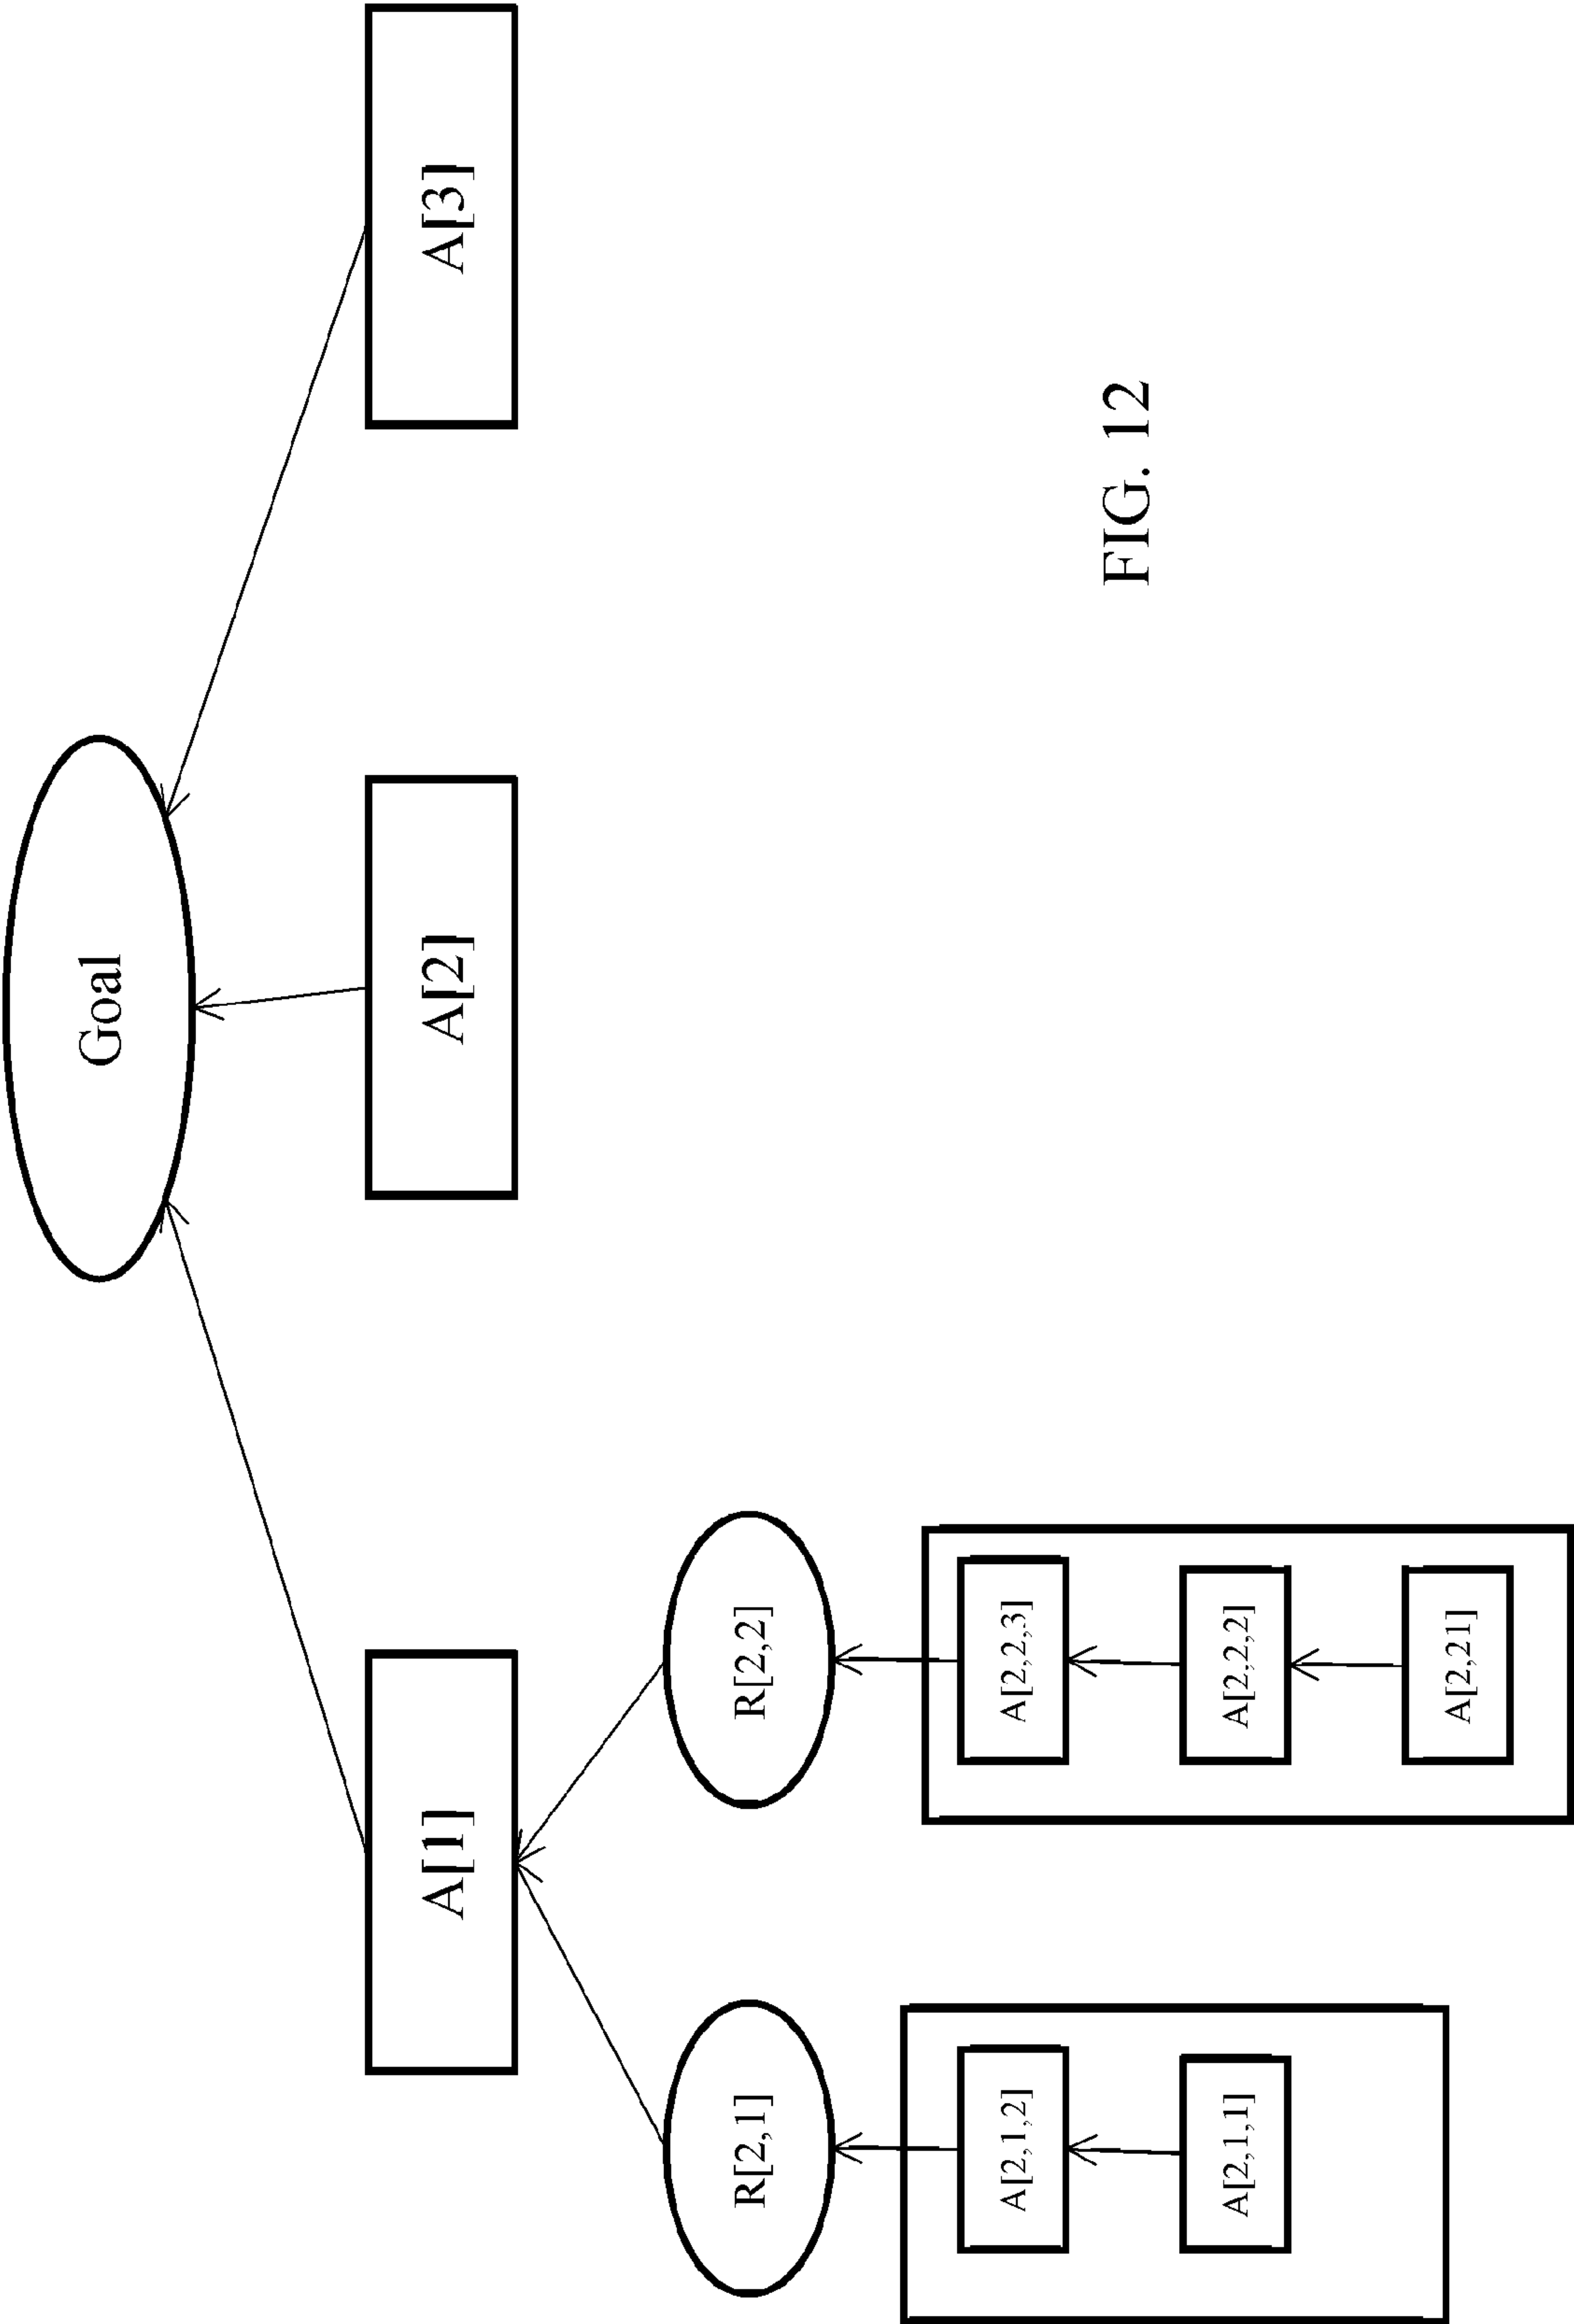 Goal
A[1]
A[2]
A[3]
R[2,1]
R[2,2]
A[2,1,2]
A[2,2,3]
A[2,1,1]
A[2,2,2]
A[2,21]
FIG. 12